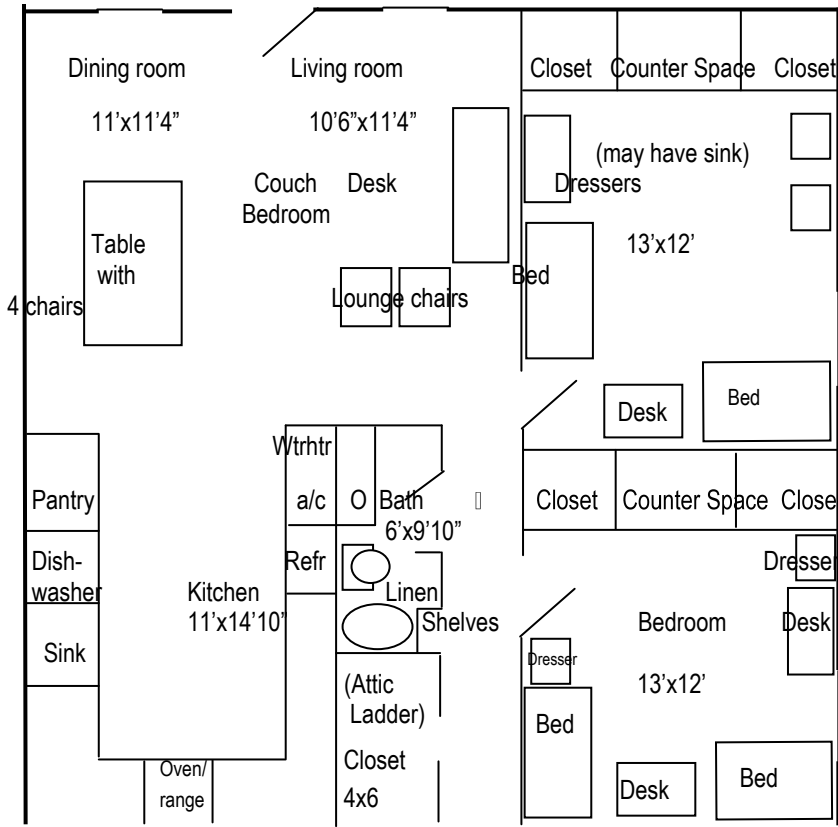 Dining room
Living room
Closet Counter Space Closet
11’x11’4”
10’6”x11’4”
(may have sink)
Couch Desk
Dressers
Bedroom
Table
with
13’x12’
Bed
4 chairs
Lounge chairs
Bed
Desk
Wtrhtr
Pantry
a/c
O
Bath
Closet Counter Space Close
6’x9’10”
Dish-
washer
Refr
Dresser
Kitchen
Linen
11’x14’10”
Shelves
Bedroom
Desk
Sink
Dresser
13’x12’
(Attic
Ladder)
Bed
Closet
4x6
Oven/
range
Desk
Bed